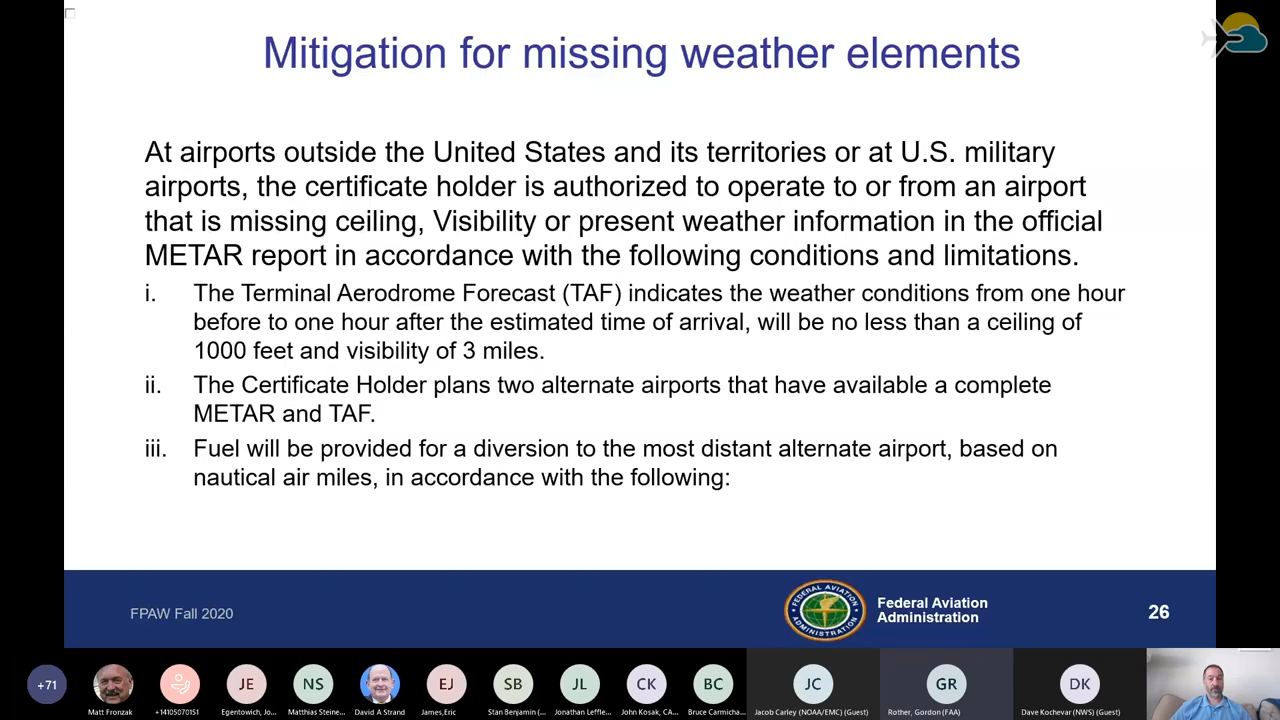 Mitigation for missing weather elements
At airports outside the United States and its territories or at U.S. military
airports, the certificate holder is authorized to operate to or from an airport
that is missing ceiling, Visibility or present weather information in the official
METAR report in accordance with the following conditions and limitations.
i. The Terminal Aerodrome Forecast (TAF) indicates the weather conditions from one hour
before to one hour after the estimated time of arrival, will be no less than a ceiling of
1000 feet and visibility of 3 miles.
ii. The Certificate Holder plans two alternate airports that have available a complete
METAR and TAF.
iii. Fuel will be provided for a diversion to the most distant alternate airport, based on
nautical air miles, in accordance with the following:
FPAW Fall 2020
FEDERAL AVIATION
ADMINISTRATION
Federal Aviation
Administration
26
+71
JE
NS
EJ
SB
JL
CK
BC
JC
GR
DK
Matt Fronzak
+14105070151
Egentowich, Jo...
Matthias Steine...
David A Strand
James,Eric
Stan Benjamin (...
Jonathan Leffle...
John Kosak, CA...
Bruce Carmicha...
Jacob Carley (NOAA/EMC) (Guest)
Rother, Gordon (FAA)
Dave Kochevar (NWS) (Guest)